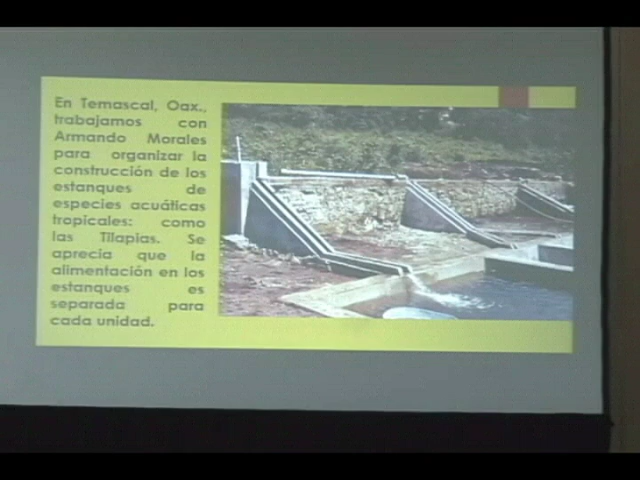 En Temascal, Oax.,
trabajamos con
Armando Morales
para organizar la
construcción de los
estanques de
especies acuáticas
tropicales: como
las Tilapias. Se
aprecia que la
alimentación en los
estanques es
separada para
cada unidad.